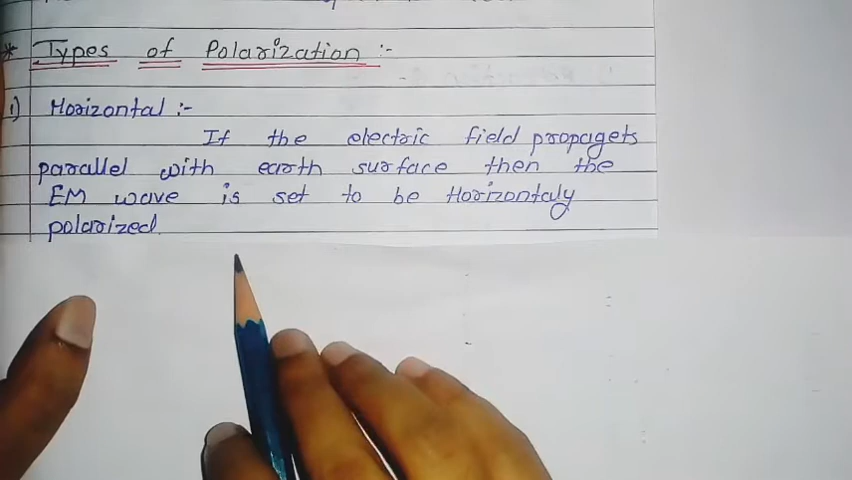 * Types of Polarization :-
1) Horizontal :-
If the electric field propagets
parallel with earth surface then the
EM wave is set to be Horizontaly
polarized.